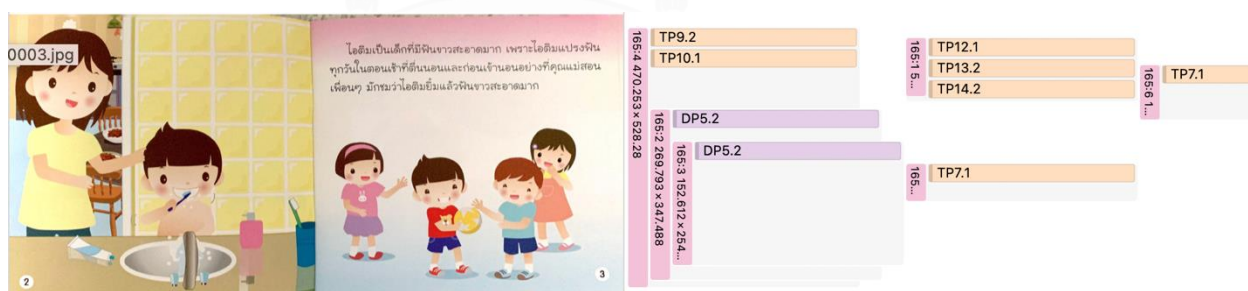 0003.jpg
ไอติมเป็นเด็กที่มีฟันขาวสะอาดมาก เพราะไอติมแปรงฟัน
ทุกวันในตอนเช้าที่ตื่นนอนและก่อนเข้านอนอย่างที่คุณแม่สอน
เพื่อนๆ มักชมว่าไอติมยิ้มแล้วฟันขาวสะอาดมาก
2
3
165:4 470.253 × 528.28
TP9.2
TP10.1
165:2 269.793 × 347.488
DP5.2
165:3 152.612 × 254...
DP5.2
165:1 5...
TP12.1
TP13.2
TP14.2
165:6 1...
TP7.1
165...
TP7.1